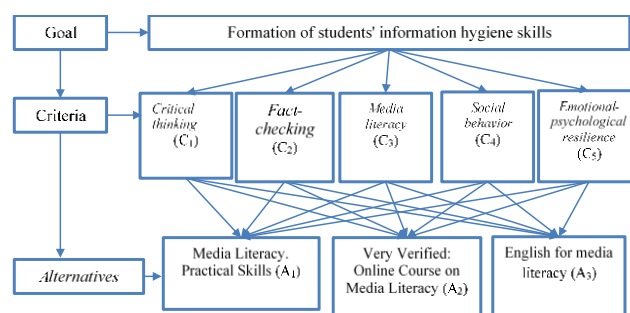 Goal
Formation of students' information hygiene skills
Criteria
Critical
thinking
(C₁)
Fact-
checking
(C₂)
Media
literacy
(C₃)
Social
behavior
(C₄)
Emotional-
psychological
resilience
(C₅)
Alternatives
Media Literacy.
Practical Skills (A₁)
Very Verified:
Online Course on
Media Literacy (A₂)
English for media
literacy (A₃)